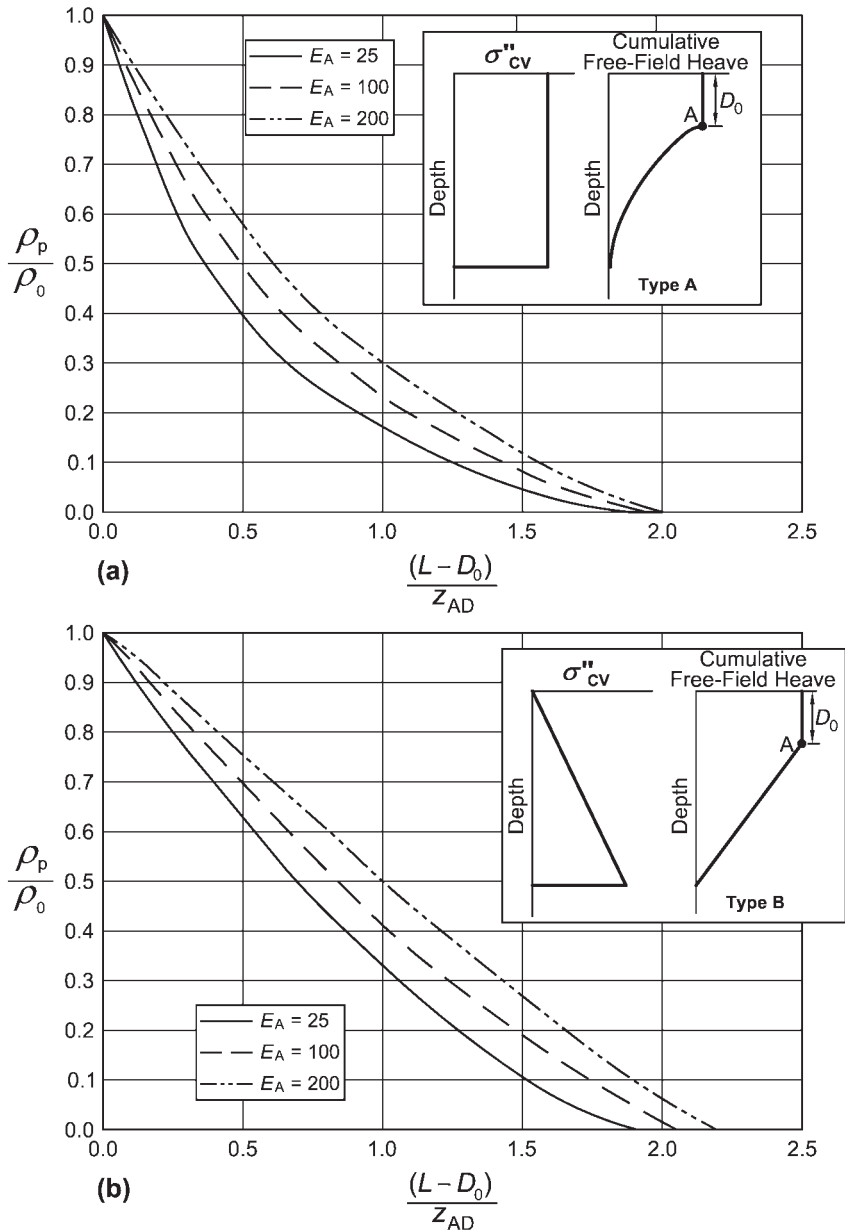 1.0
0.9
0.8
0.7
0.6
0.5
0.4
0.3
0.2
0.1
0.0
ρp
ρ0
EA = 25
EA = 100
EA = 200
σ"CV
Depth
Cumulative
Free-Field Heave
D0
A
Depth
Type A
0.0 0.5 1.0 1.5 2.0 2.5
(a)
(L – D0)
zAD
1.0
0.9
0.8
0.7
0.6
0.5
0.4
0.3
0.2
0.1
0.0
ρp
ρ0
σ"CV
Depth
Cumulative
Free-Field Heave
D0
A
Depth
Type B
EA = 25
EA = 100
EA = 200
0.0 0.5 1.0 1.5 2.0 2.5
(b)
(L – D0)
zAD